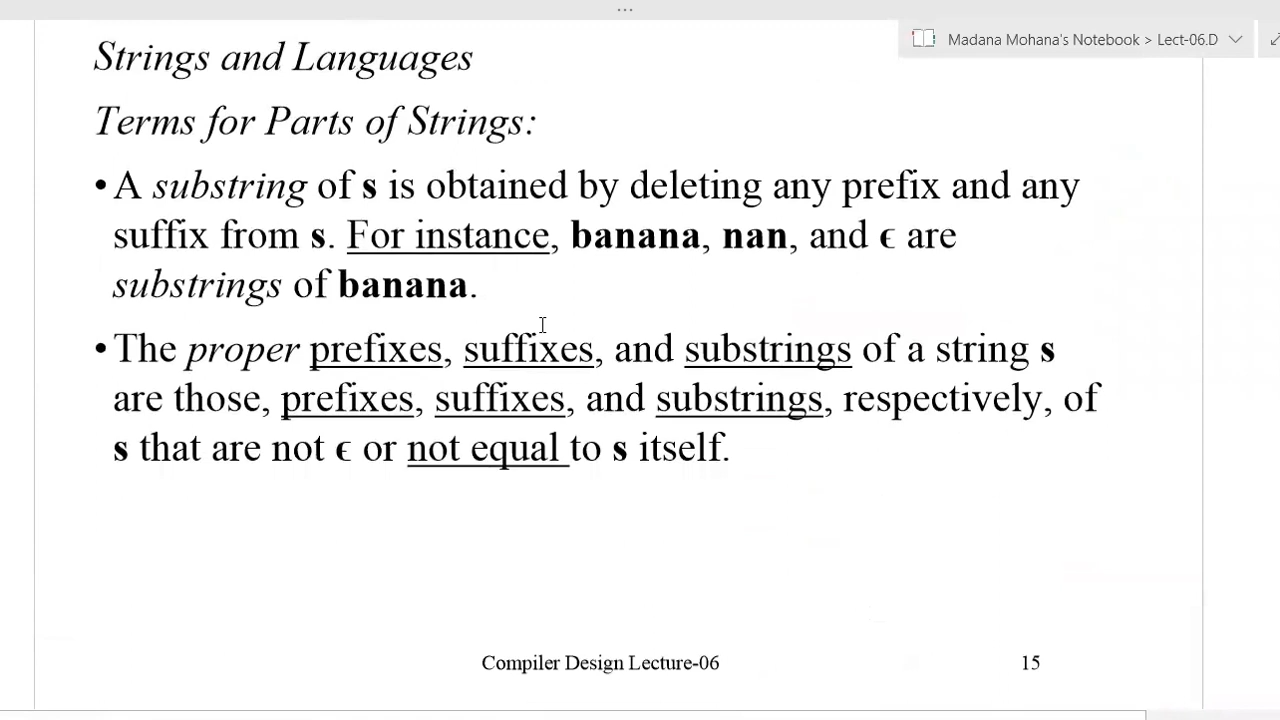 ...
Madana Mohana's Notebook > Lect-06.D
Strings and Languages
Terms for Parts of Strings:
• A substring of s is obtained by deleting any prefix and any
suffix from s. For instance, banana, nan, and ϵ are
substrings of banana.
• The proper prefixes, suffixes, and substrings of a string s
are those, prefixes, suffixes, and substrings, respectively, of
s that are not ϵ or not equal to s itself.
Compiler Design Lecture-06
15